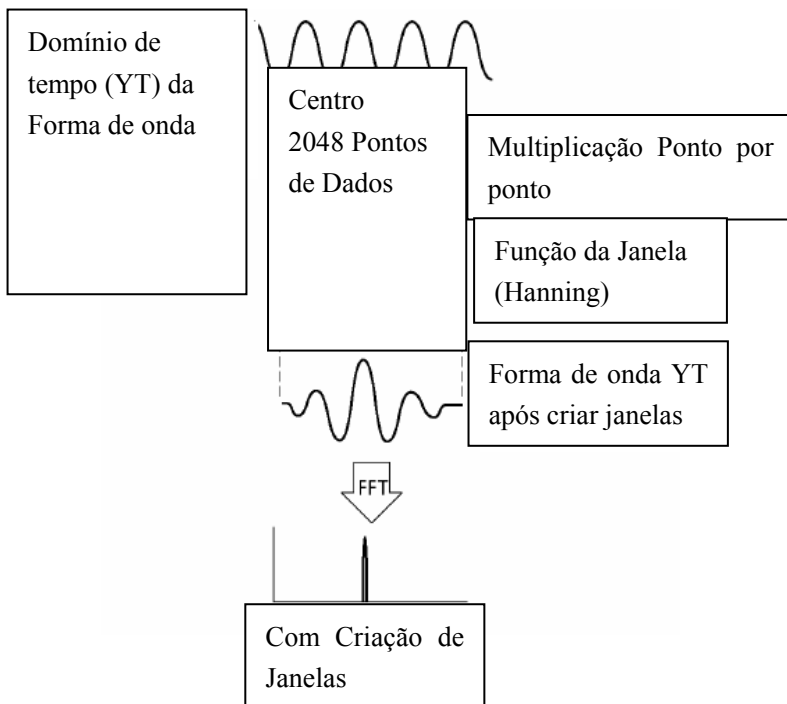 Domínio de
tempo (YT) da
Forma de onda
Centro
2048 Pontos
de Dados
Multiplicação Ponto por
ponto
Função da Janela
(Hanning)
Forma de onda YT
após criar janelas
FFT
Com Criação de
Janelas